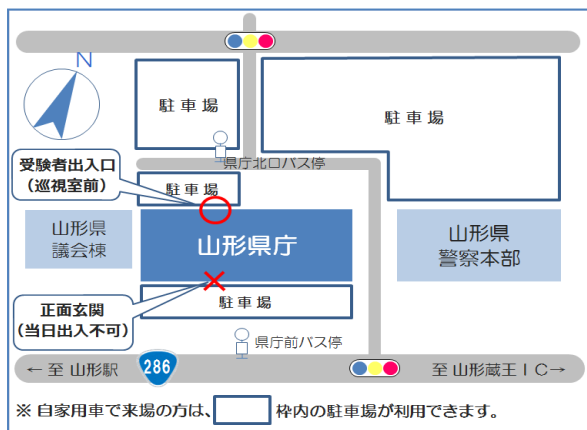 N
駐車場
駐車場
県庁北口バス停
受験者出入口
(巡視室前)
駐車場
山形県
議会棟
山形県庁
山形県
警察本部
正面玄関
(当日出入不可)
駐車場
県庁前バス停
← 至 山形駅
286
至 山形蔵王ＩＣ→
※ 自家用車で来場の方は、 枠内の駐車場が利用できます。